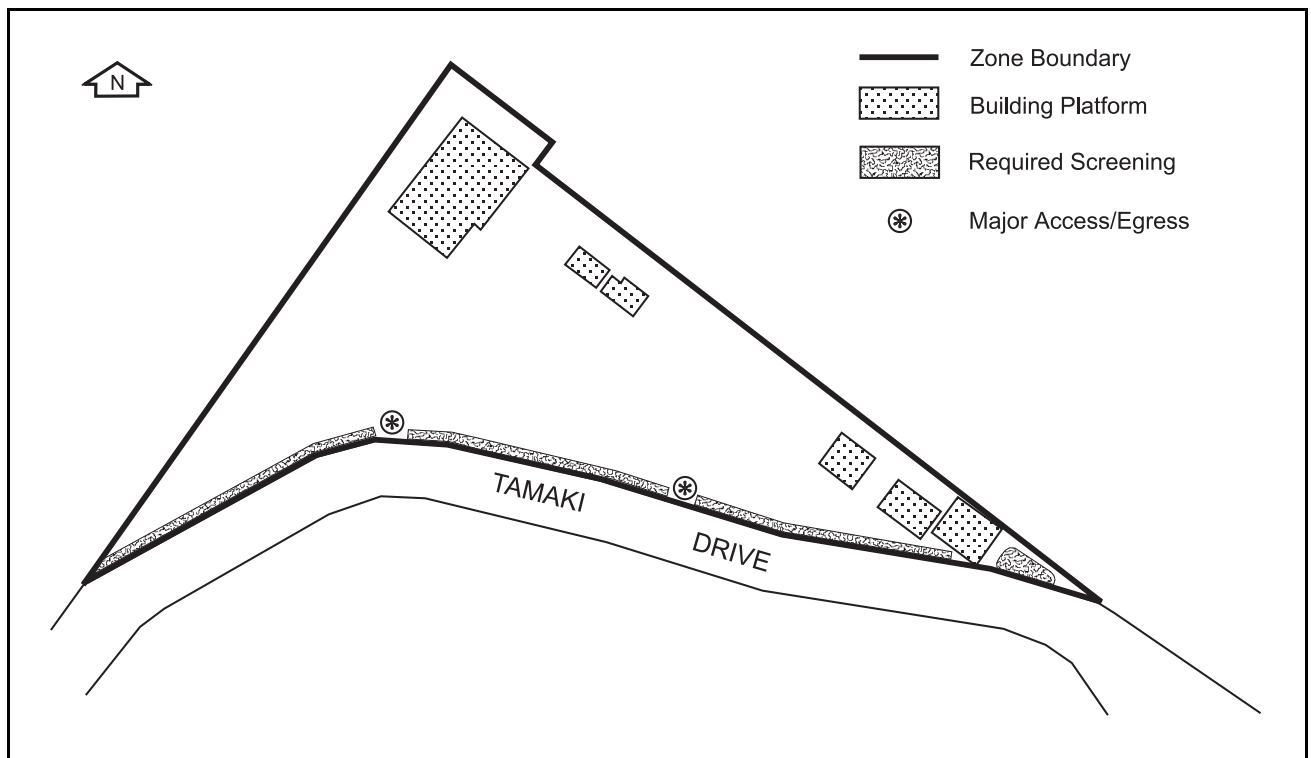 N
Zone Boundary
Building Platform
Required Screening
Major Access/Egress
TAMAKI
DRIVE